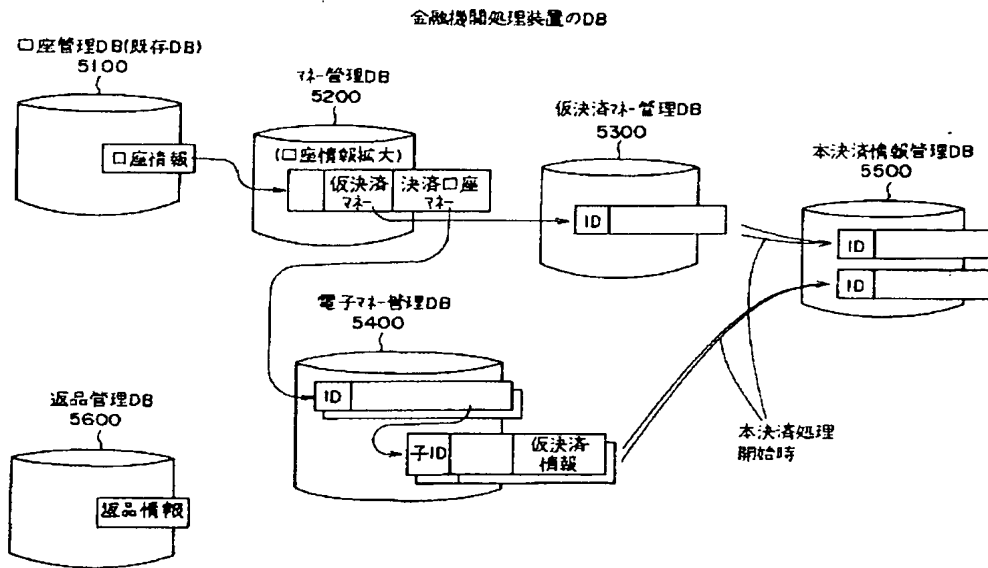 金融機関処理装置のDB
口座管理DB(既存DB)
5100
口座情報
マネー管理DB
5200
(口座情報拡大)
仮決済
マネー
決済口座
マネー
仮決済マネー管理DB
5300
ID
本決済情報管理DB
5500
ID
ID
電子マネー管理DB
5400
ID
子ID
仮決済
情報
本決済処理
開始時
返品管理DB
5600
返品情報